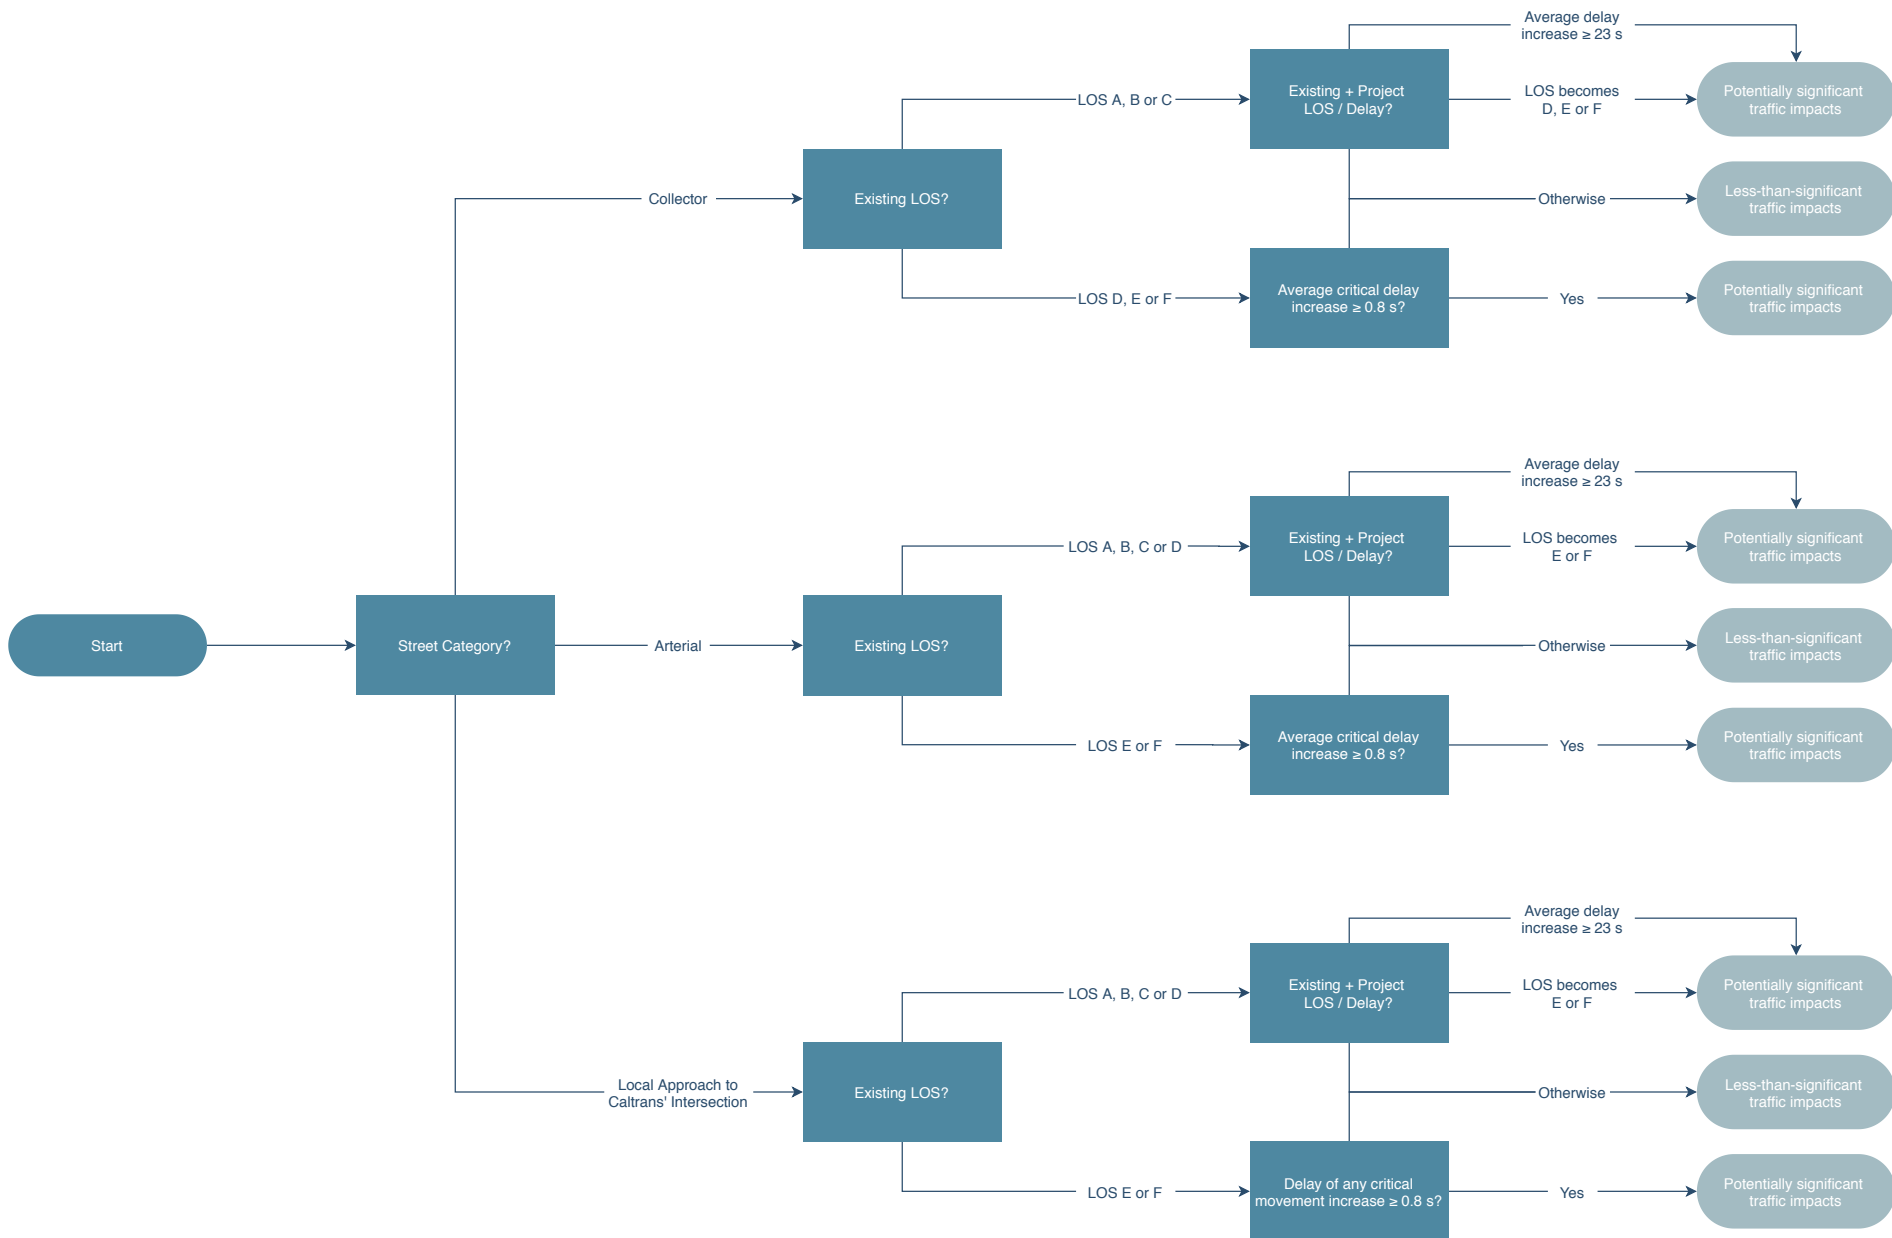 Average delay
increase ≥ 23 s
LOS A, B or C
Existing + Project
LOS / Delay?
LOS becomes
D, E or F
Potentially significant
traffic impacts
Collector
Existing LOS?
Otherwise
Less-than-significant
traffic impacts
LOS D, E or F
Average critical delay
increase ≥ 0.8 s?
Yes
Potentially significant
traffic impacts
Average delay
increase ≥ 23 s
LOS A, B, C or D
Existing + Project
LOS / Delay?
LOS becomes
E or F
Potentially significant
traffic impacts
Start
Street Category?
Arterial
Existing LOS?
Otherwise
Less-than-significant
traffic impacts
LOS E or F
Average critical delay
increase ≥ 0.8 s?
Yes
Potentially significant
traffic impacts
Average delay
increase ≥ 23 s
LOS A, B, C or D
Existing + Project
LOS / Delay?
LOS becomes
E or F
Potentially significant
traffic impacts
Local Approach to
Caltrans' Intersection
Existing LOS?
Otherwise
Less-than-significant
traffic impacts
LOS E or F
Delay of any critical
movement increase ≥ 0.8 s?
Yes
Potentially significant
traffic impacts